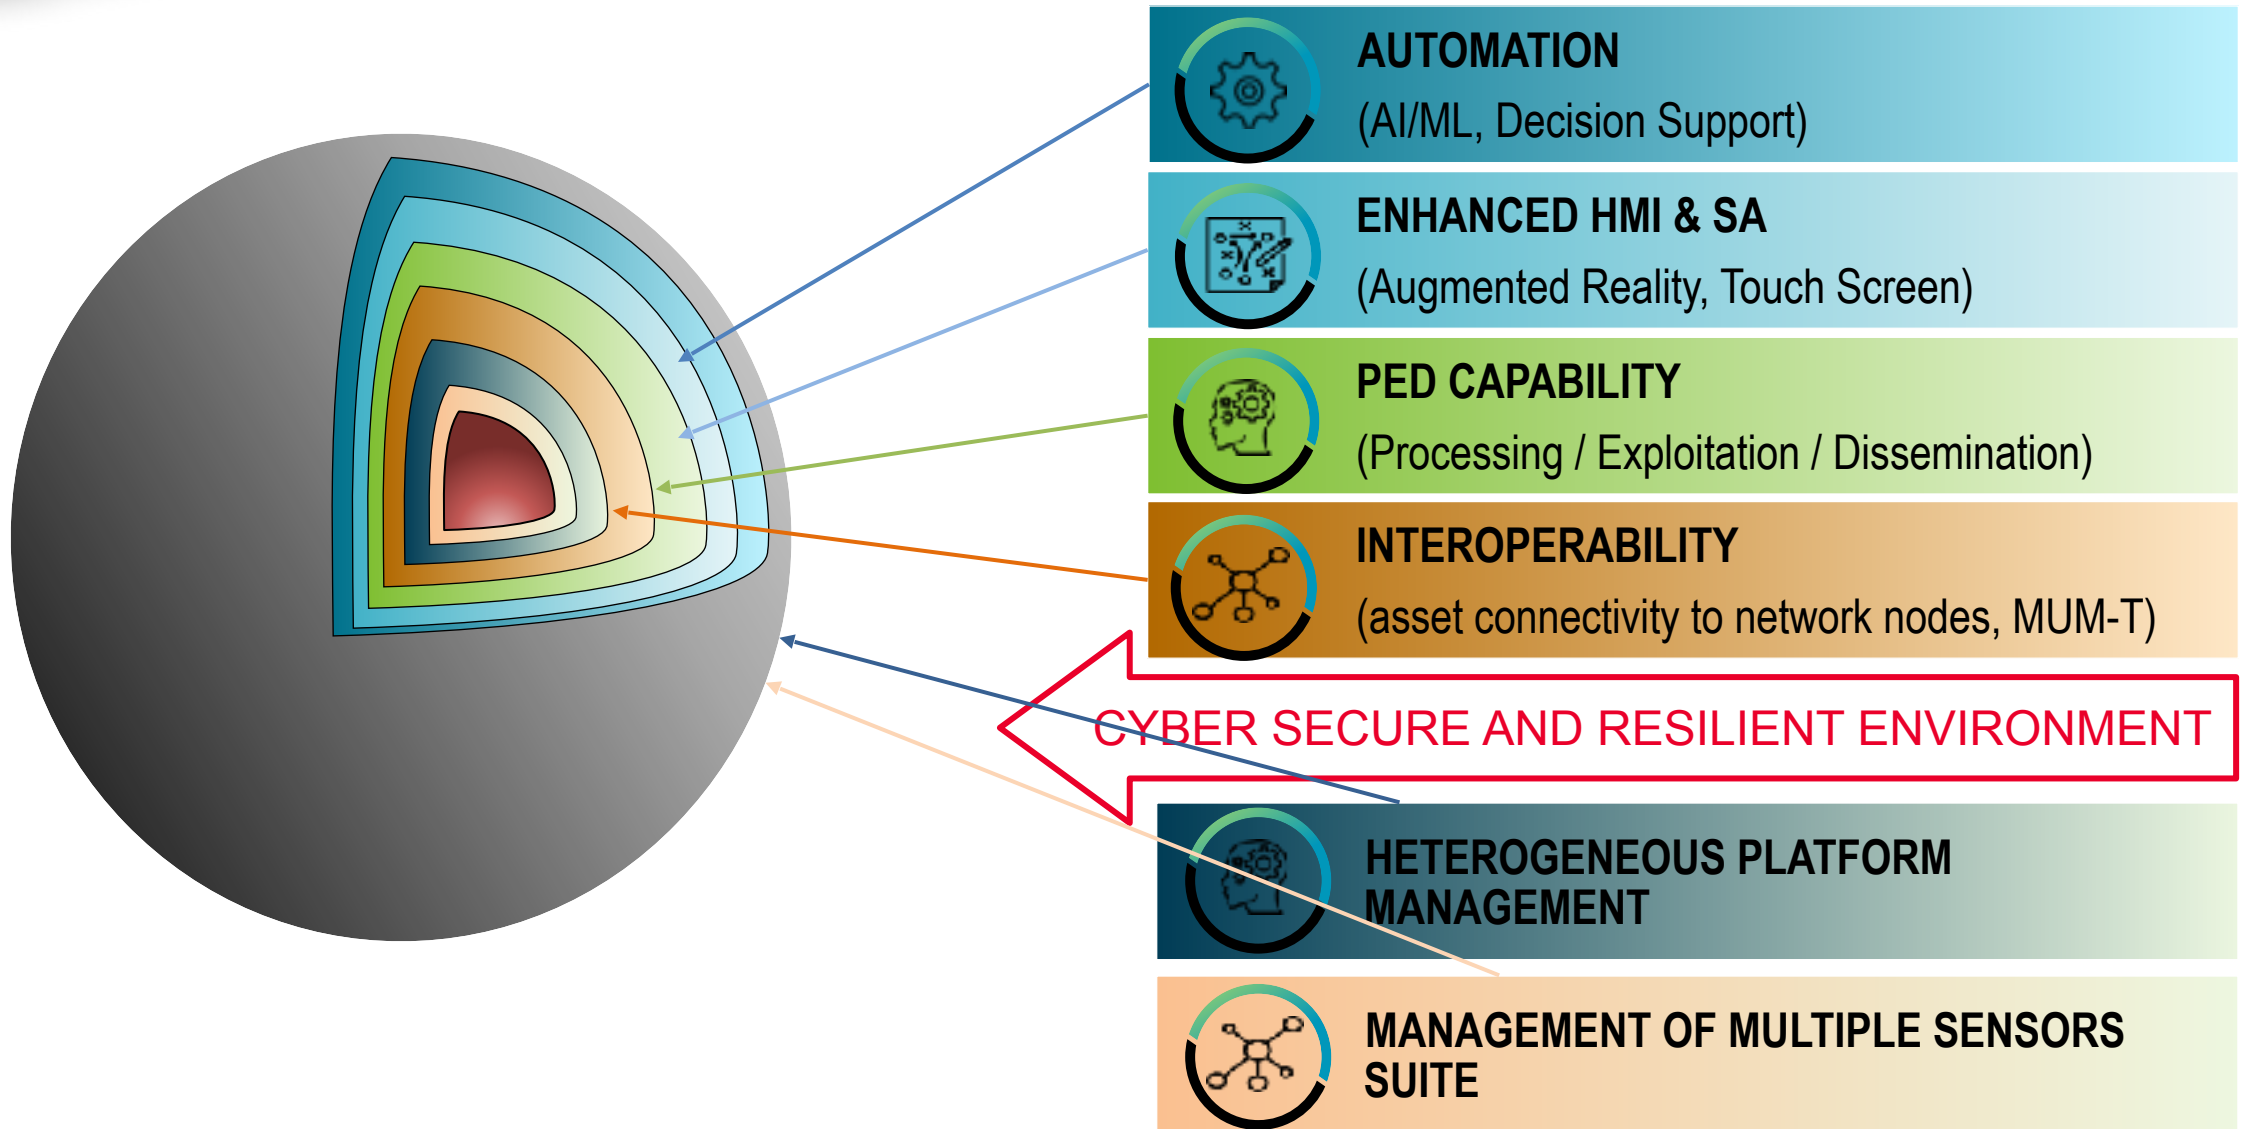 AUTOMATION
(AI/ML, Decision Support)
ENHANCED HMI & SA
(Augmented Reality, Touch Screen)
PED CAPABILITY
(Processing / Exploitation / Dissemination)
INTEROPERABILITY
(asset connectivity to network nodes, MUM-T)
CYBER SECURE AND RESILIENT ENVIRONMENT
HETEROGENEOUS PLATFORM
MANAGEMENT
MANAGEMENT OF MULTIPLE SENSORS
SUITE